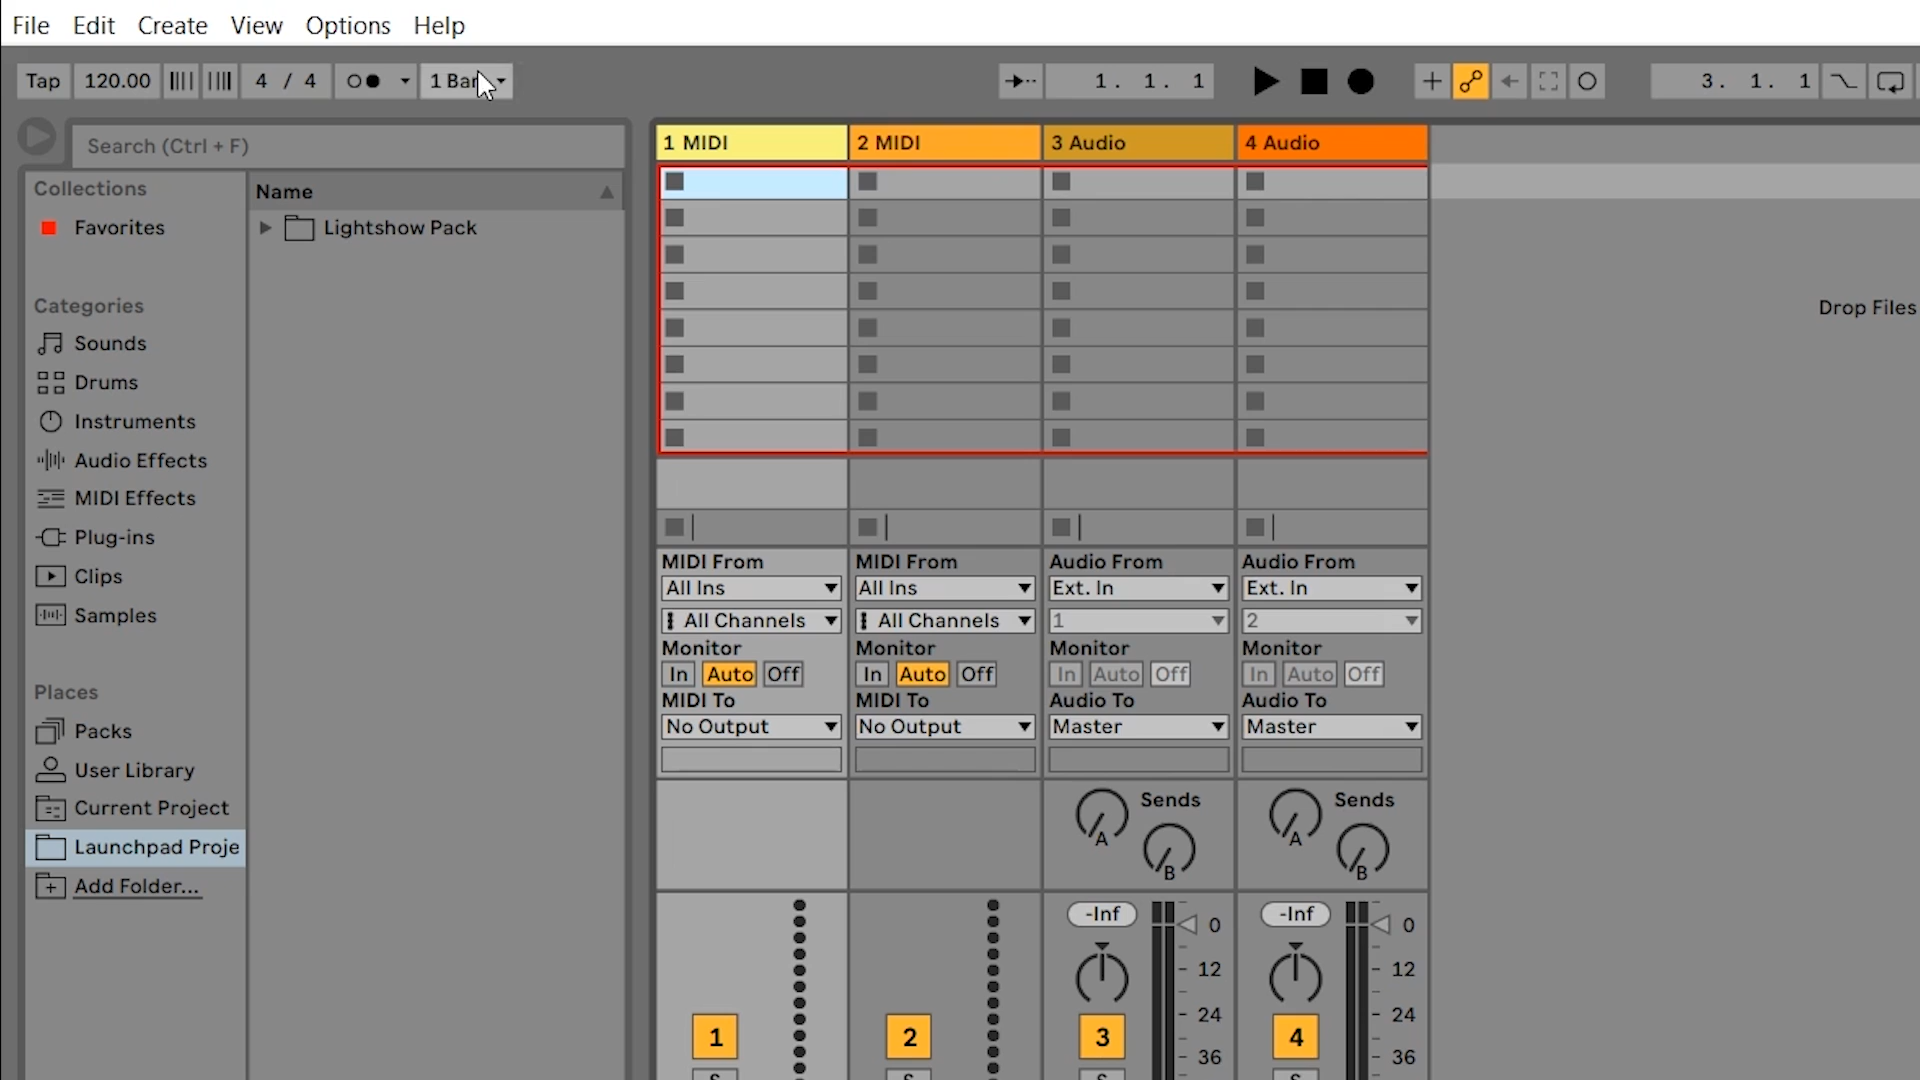 File Edit Create View Options Help
Tap 120.00 4 / 4 1 Bar 1. 1. 1 3. 1. 1
Search (Ctrl + F)
Collections
Favorites
Categories
Sounds
Drums
Instruments
Audio Effects
MIDI Effects
Plug-ins
Clips
Samples
Places
Packs
User Library
Current Project
Launchpad Proje
Add Folder...
Name
Lightshow Pack
1 MIDI 2 MIDI 3 Audio 4 Audio
Drop Files
MIDI From MIDI From Audio From Audio From
All Ins All Ins Ext. In Ext. In
All Channels All Channels 1 2
Monitor Monitor Monitor Monitor
In Auto Off In Auto Off In Auto Off In Auto Off
MIDI To MIDI To Audio To Audio To
No Output No Output Master Master
Sends Sends
A A
B B
-Inf 0 -Inf 0
12 12
24 24
1 2 3 4
36 36
S S S S